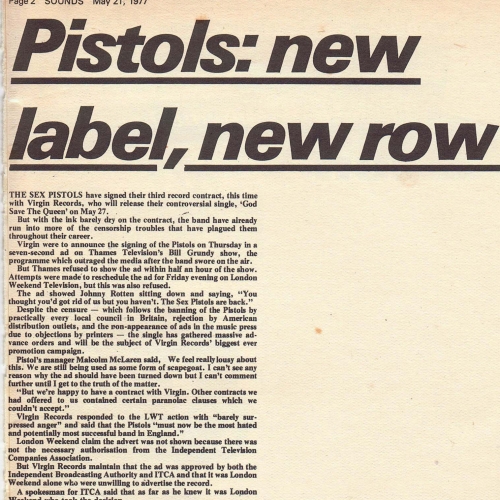 Page 2 SOUNDS May 21, 1977
Pistols: new
label, new row
THE SEX PISTOLS have signed their third record contract, this time
with Virgin Records, who will release their controversial single, 'God
Save The Queen' on May 27.
But with the ink barely dry on the contract, the band have already
run into more of the censorship troubles that have plagued them
throughout their career.
Virgin were to announce the signing of the Pistols on Thursday in a
seven-second ad on Thames Television's Bill Grundy show, the
programme which outraged the media after the band swore on the air.
But Thames refused to show the ad within half an hour of the show.
Attempts were made to reschedule the ad for Friday evening on London
Weekend Television, but this was also refused.
The ad showed Johnny Rotten sitting down and saying, "You
thought you'd got rid of us but you haven't. The Sex Pistols are back."
Despite the censure — which follows the banning of the Pistols by
practically every local council in Britain, rejection by American
distribution outlets, and the ron-appearance of ads in the music press
due to objections by printers — the single has gathered massive ad-
vance orders and will be the subject of Virgin Records' biggest ever
promotion campaign.
Pistol's manager Malcolm McLaren said, We feel really lousy about
this. We are still being used as some form of scapegoat. I can't see any
reason why the ad should have been turned down but I can't comment
further until I get to the truth of the matter.
"But we're happy to have a contract with Virgin. Other contracts we
had offered to us contained certain paranoiac clauses which we
couldn't accept."
Virgin Records responded to the LWT action with "barely sur-
pressed anger" and said that the Pistols "must now be the most hated
and potentially most successful band in England."
London Weekend claim the advert was not shown because there was
not the necessary authorisation from the Independent Television
Companies Association.
But Virgin Records maintain that the ad was approved by both the
Independent Broadcasting Authority and ITCA and that it was London
Weekend alone who were unwilling to advertise the record.
A spokesman for ITCA said that as far as he knew it was London
Weekend who took the decision